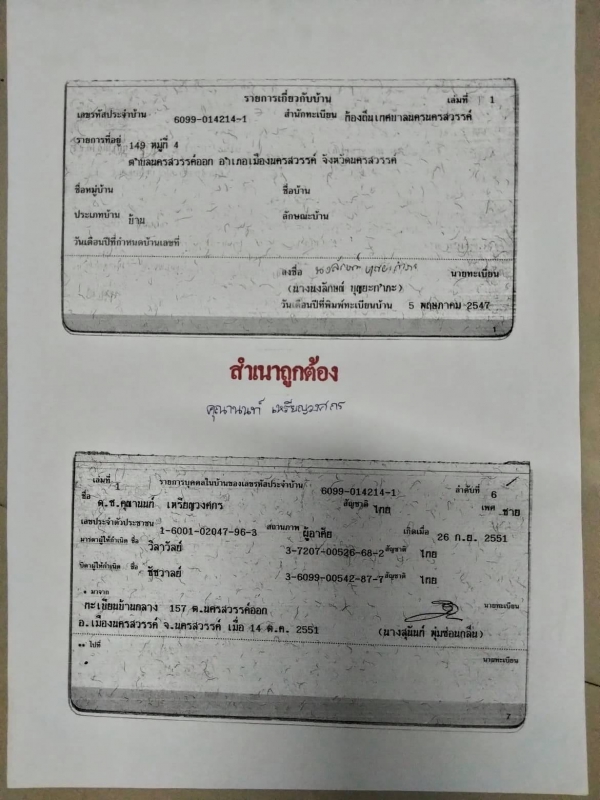 รายการเกี่ยวกับบ้าน เล่มที่ 1
เลขรหัสประจำบ้าน 6099-014214-1 สำนักทะเบียน ท้องถิ่นเทศบาลนครนครสวรรค์
รายการที่อยู่ 149 หมู่ที่ 4
ตำบลนครสวรรค์ออก อำเภอเมืองนครสวรรค์ จังหวัดนครสวรรค์
ชื่อหมู่บ้าน ชื่อบ้าน
ประเภทบ้าน บ้าน ลักษณะบ้าน
วันเดือนปีที่กำหนดบ้านเลขที่
ลงชื่อ นายทะเบียน
(นางนงลักษณ์ บุญยะภาภะ)
วันเดือนปีที่พิมพ์ทะเบียนบ้าน 5 พฤษภาคม 2547
1
สำเนาถูกต้อง
คุณานนท์ เหรียญวงศกร
เล่มที่ 1 รายการบุคคลในบ้านของเลขรหัสประจำบ้าน 6099-014214-1 ลำดับที่ 6
ชื่อ ด.ช.คุณานนท์ เหรียญวงศกร สัญชาติ ไทย เพศ ชาย
เลขประจำตัวประชาชน 1-6001-02047-96-3 สถานภาพ ผู้อาศัย เกิดเมื่อ 26 ก.ย. 2551
มารดาผู้ให้กำเนิด ชื่อ วิลาวัลย์ 3-7207-00526-68-2 สัญชาติ ไทย
บิดาผู้ให้กำเนิด ชื่อ ชัชวาลย์ 3-6099-00542-87-7 สัญชาติ ไทย
* มาจาก
ทะเบียนบ้านกลาง 157 ต.นครสวรรค์ออก นายทะเบียน
อ.เมืองนครสวรรค์ จ.นครสวรรค์ เมื่อ 14 ต.ค. 2551 (นางสุนันท์ พุ่มซ่อนกลิ่น)
** ไปที่ นายทะเบียน
7